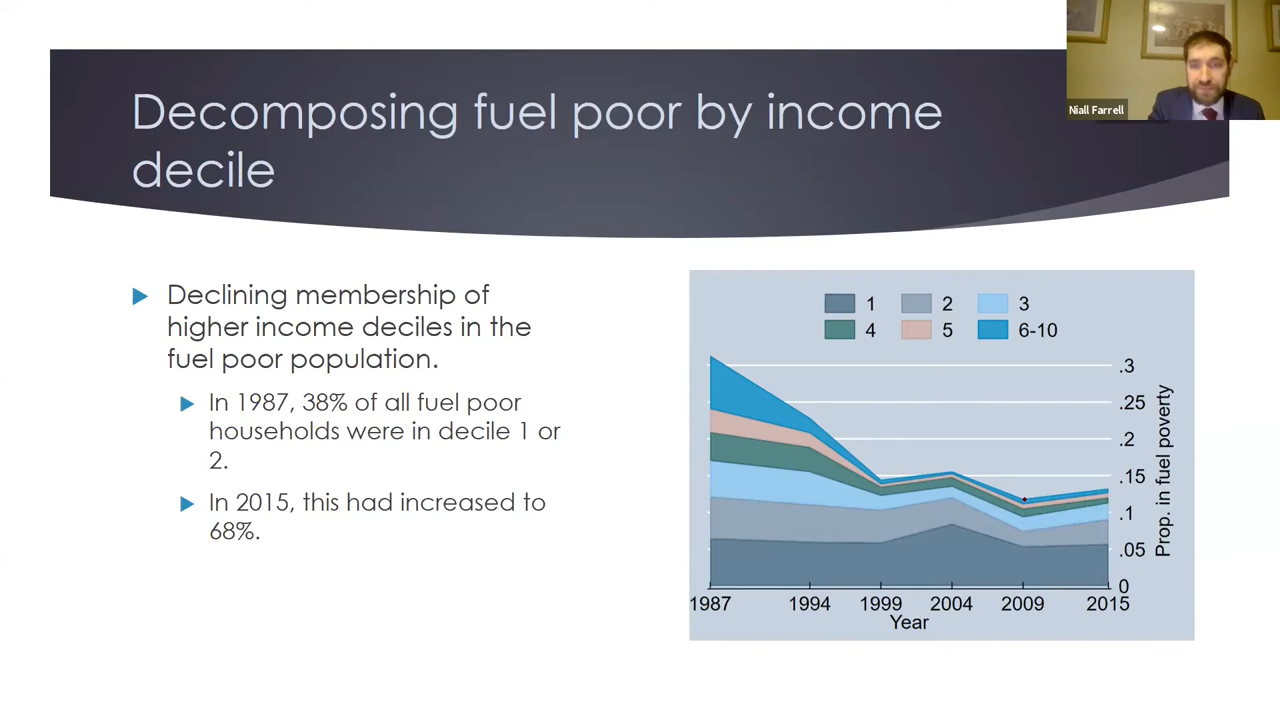 Niall Farrell
Decomposing fuel poor by income
decile
Declining membership of
higher income deciles in the
fuel poor population.
In 1987, 38% of all fuel poor
households were in decile 1 or
2.
In 2015, this had increased to
68%.
1 2 3
4 5 6-10
.3
.25
.2
.15
.1
.05
0
Prop. in fuel poverty
1987 1994 1999 2004 2009 2015
Year